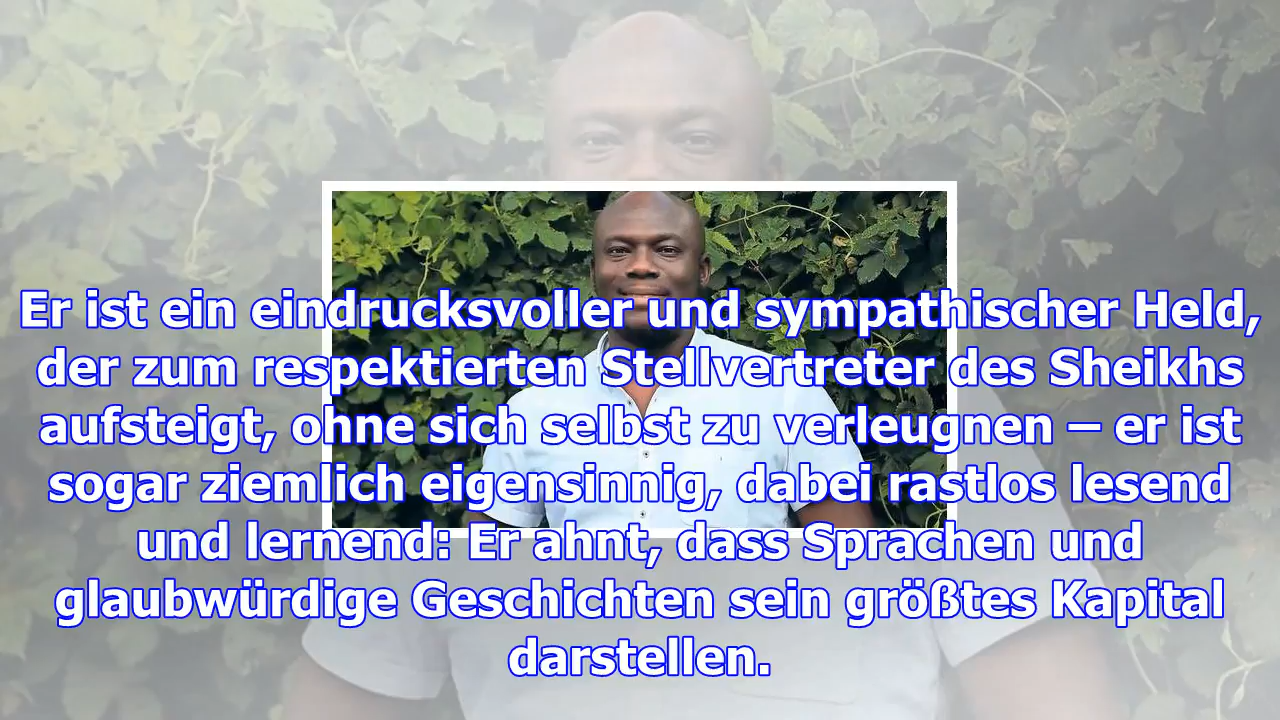 Er ist ein eindrucksvoller und sympathischer Held,
der zum respektierten Stellvertreter des Sheikhs
aufsteigt, ohne sich selbst zu verleugnen – er ist
sogar ziemlich eigensinnig, dabei rastlos lesend
und lernend: Er ahnt, dass Sprachen und
glaubwürdige Geschichten sein größtes Kapital
darstellen.